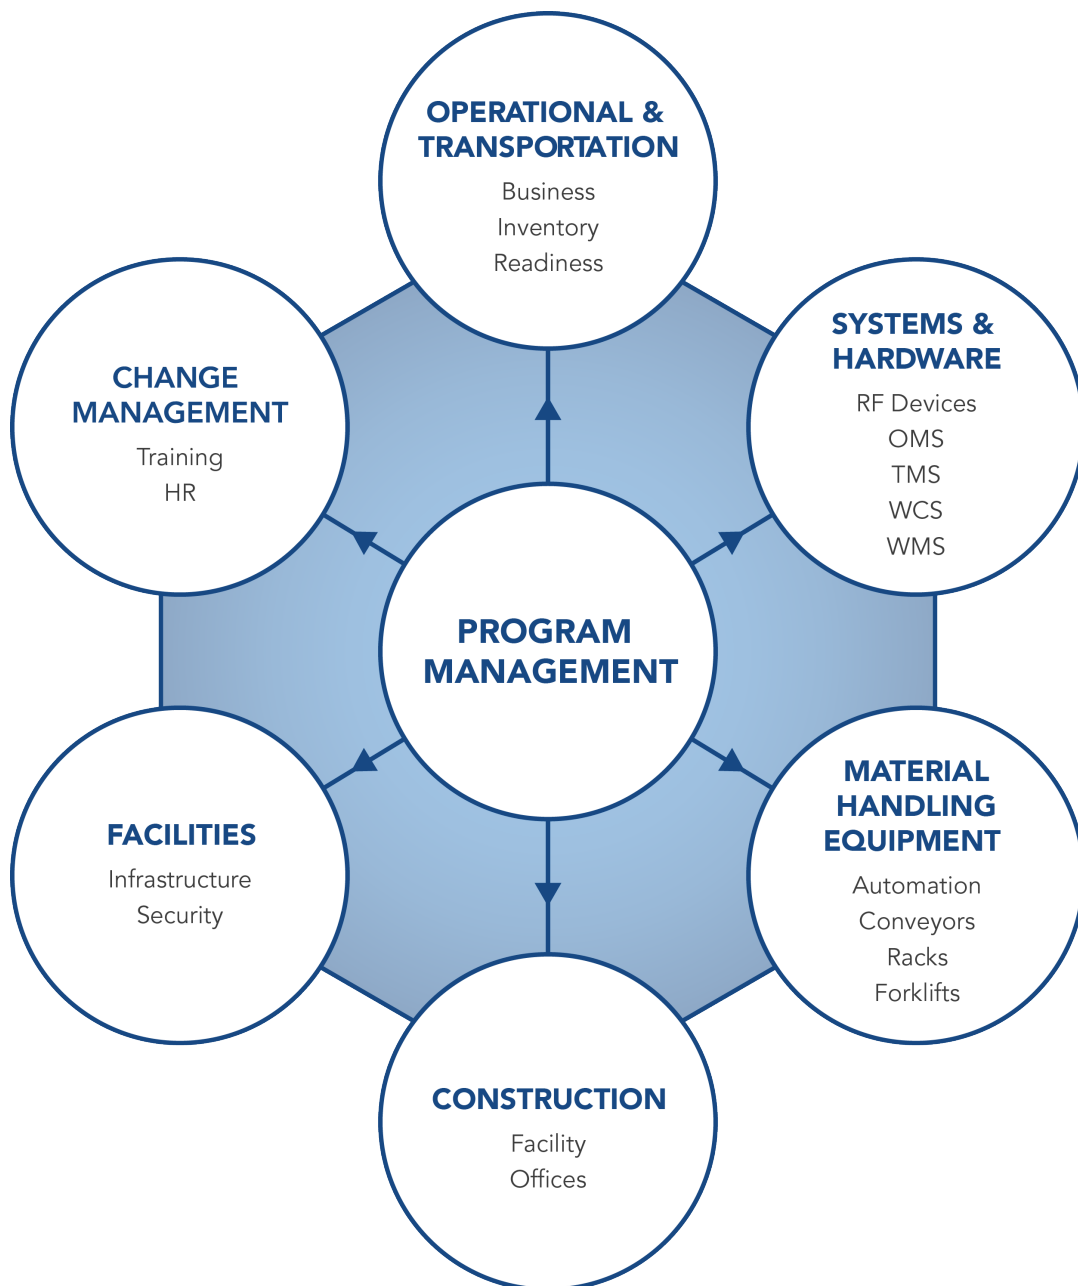 OPERATIONAL &
TRANSPORTATION
Business
Inventory
Readiness
SYSTEMS &
HARDWARE
RF Devices
OMS
TMS
WCS
WMS
CHANGE
MANAGEMENT
Training
HR
PROGRAM
MANAGEMENT
MATERIAL
HANDLING
EQUIPMENT
Automation
Conveyors
Racks
Forklifts
FACILITIES
Infrastructure
Security
CONSTRUCTION
Facility
Offices